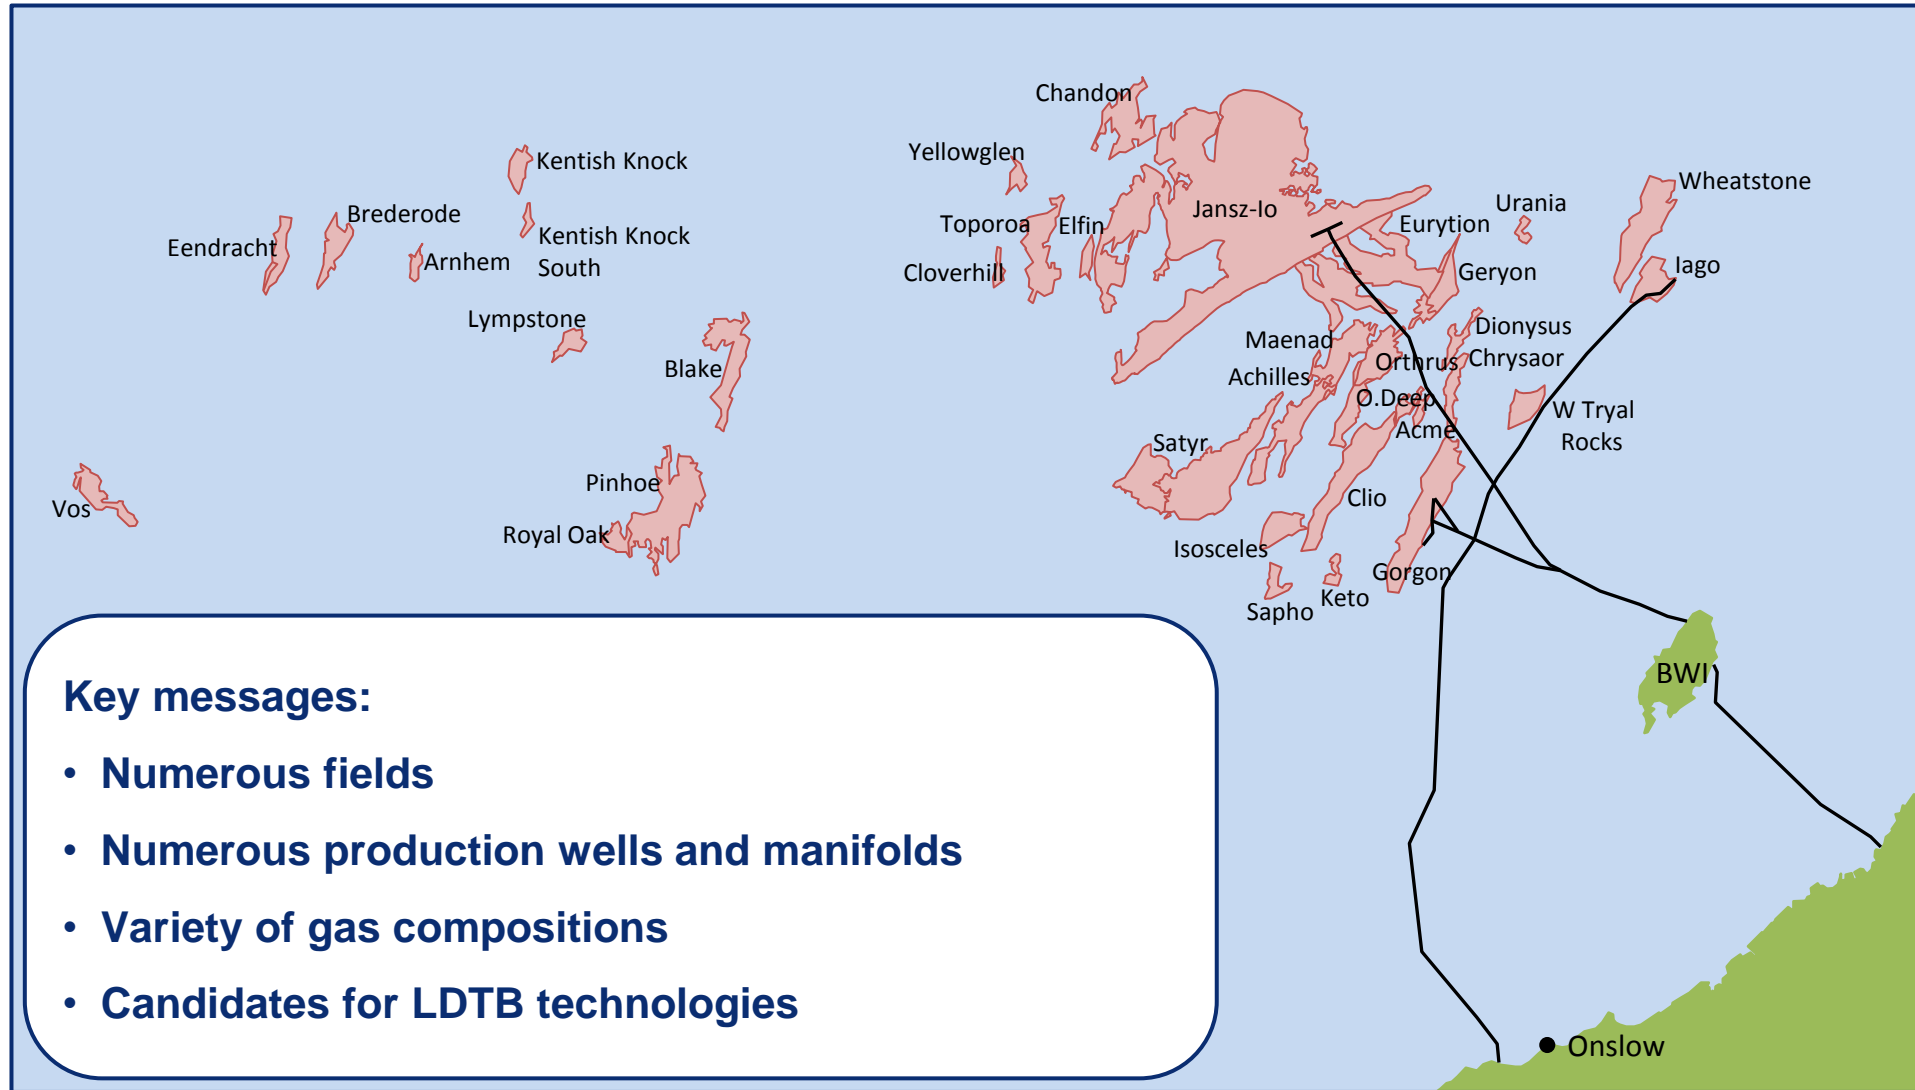 Chandon
Kentish Knock
Yellowglen
Wheatstone
Brederode
Jansz-Io
Urania
Toporoa
Elfin
Eurytion
Eendracht
Kentish Knock
South
Arnhem
Cloverhill
Geryon
Iago
Lympstone
Dionysus
Maenad
Blake
Orthrus
Chrysaor
Achilles
O.Deep
W Tryal
Rocks
Acme
Satyr
Pinhoe
Clio
Vos
Royal Oak
Isosceles
Gorgon
Keto
Sapho
BWI
Key messages:
• Numerous fields
• Numerous production wells and manifolds
• Variety of gas compositions
• Candidates for LDTB technologies
Onslow